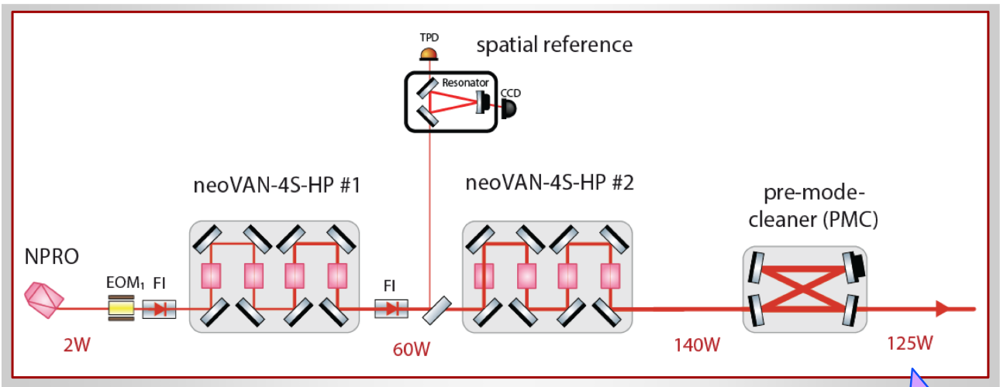 TPD
spatial reference
Resonator
CCD
neoVAN-4S-HP #1
neoVAN-4S-HP #2
pre-mode-
cleaner (PMC)
NPRO
EOM₁ FI
FI
2W
60W
140W
125W